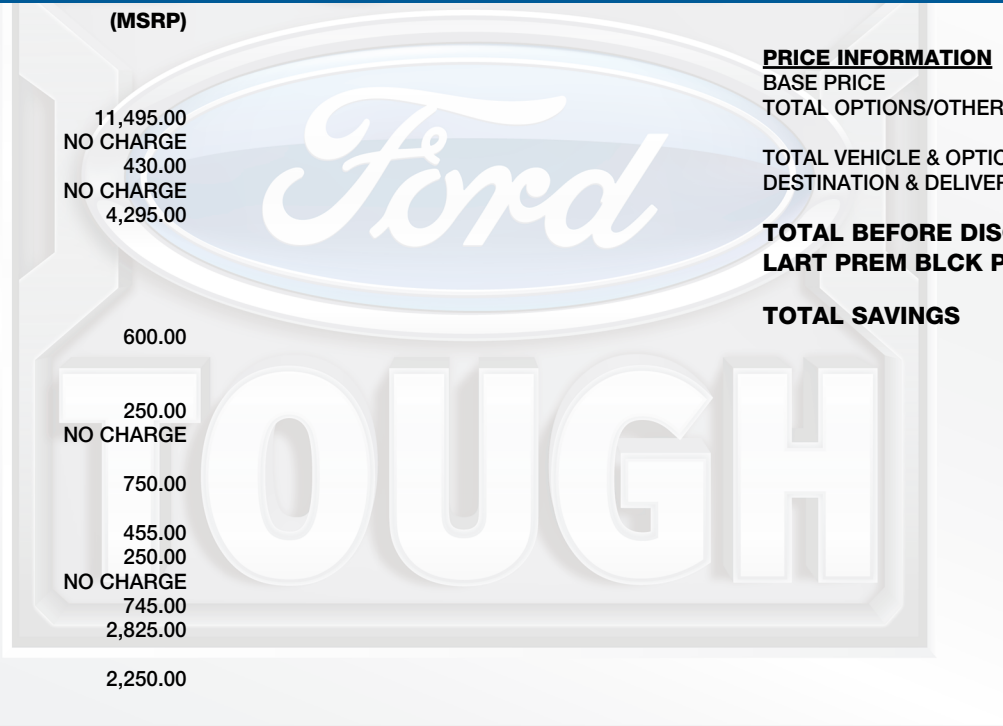 (MSRP)
11,495.00
NO CHARGE
430.00
NO CHARGE
4,295.00
600.00
250.00
NO CHARGE
750.00
455.00
250.00
NO CHARGE
745.00
2,825.00
2,250.00
Ford
TOUGH
PRICE INFORMATION
BASE PRICE
TOTAL OPTIONS/OTHER
TOTAL VEHICLE & OPTIO
DESTINATION & DELIVER
TOTAL BEFORE DIS
LART PREM BLCK P
TOTAL SAVINGS